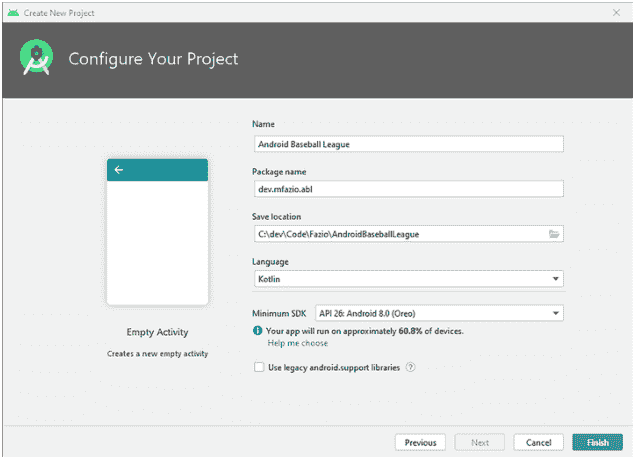 Create New Project
Configure Your Project
Name
Android Baseball League
Package name
dev.mfazio.abl
Save location
C:\dev\Code\Fazio\AndroidBaseballLeague
Language
Kotlin
Minimum SDK API 26: Android 8.0 (Oreo)
Your app will run on approximately 60.8% of devices.
Help me choose
Use legacy android.support libraries ?
Empty Activity
Creates a new empty activity
Previous Next Cancel Finish